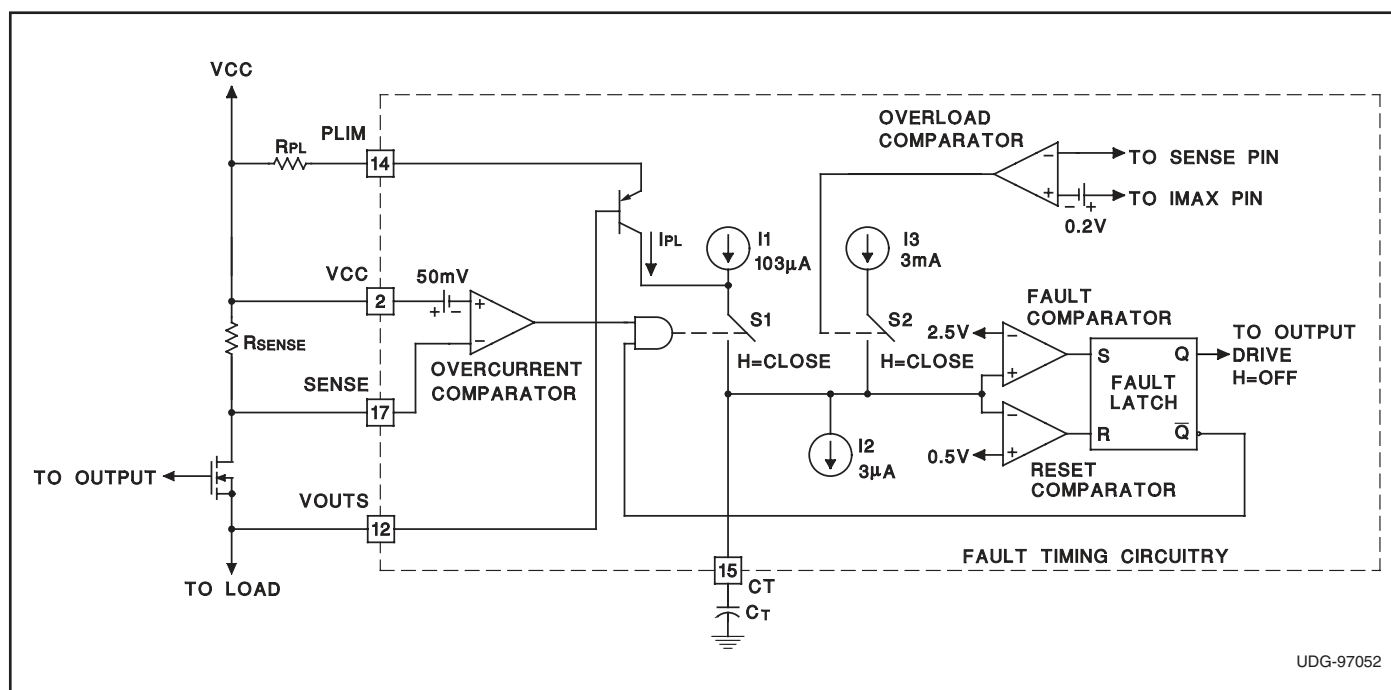 VCC
PLIM
RPL
14
OVERLOAD
COMPARATOR
−
TO SENSE PIN
+
TO IMAX PIN
− +
0.2V
IPL
I1
103µA
I3
3mA
VCC
50mV
2
+ −
+
−
S1
H=CLOSE
S2
H=CLOSE
RSENSE
OVERCURRENT
COMPARATOR
SENSE
17
FAULT
COMPARATOR
2.5V
−
+
S
Q
FAULT
LATCH
R
Q̅
TO OUTPUT
DRIVE
H=OFF
I2
3µA
−
+
0.5V
RESET
COMPARATOR
TO OUTPUT
VOUTS
12
TO LOAD
FAULT TIMING CIRCUITRY
15
CT
CT
UDG-97052